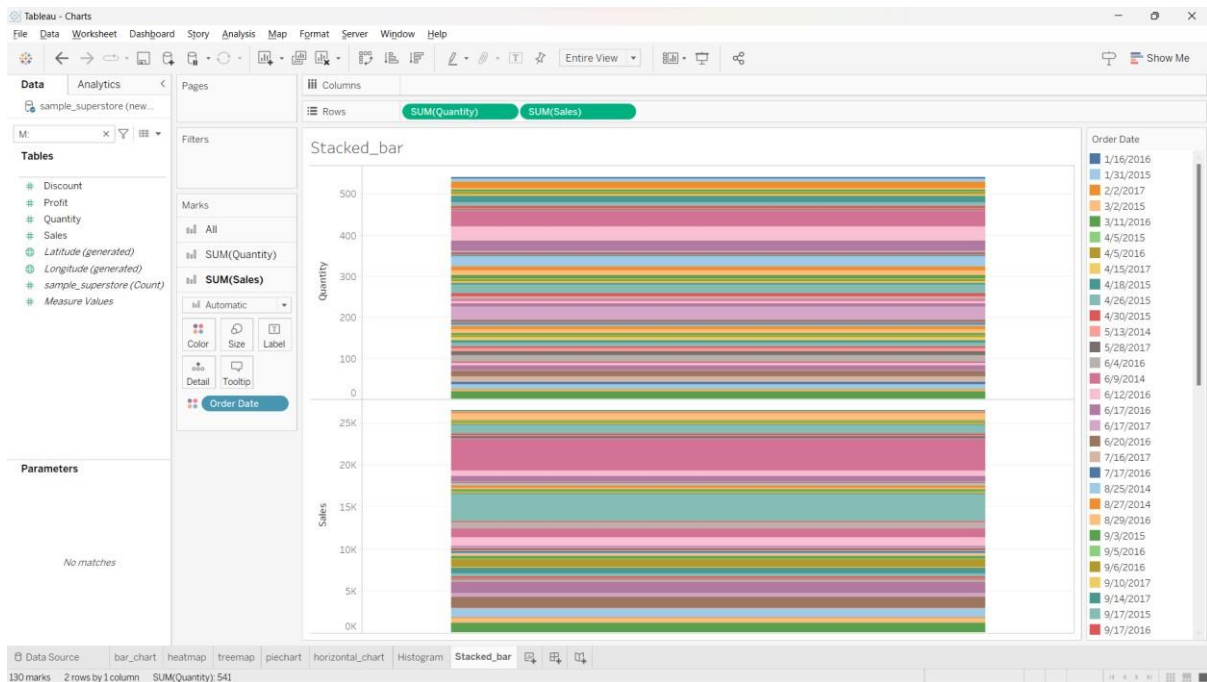 Tableau - Charts
File Data Worksheet Dashboard Story Analysis Map Format Server Window Help
Entire View
Show Me
Data Analytics
Pages
Columns
sample_superstore (new...
Rows SUM(Quantity) SUM(Sales)
M:
Filters
Tables
Discount
Profit
Quantity
Sales
Latitude (generated)
Longitude (generated)
sample_superstore (Count)
Measure Values
Parameters
No matches
Marks
All
SUM(Quantity)
SUM(Sales)
Automatic
Color Size Label
Detail Tooltip
Order Date
Stacked_bar
Quantity
500
400
300
200
100
0
Sales
25K
20K
15K
10K
5K
0K
Order Date
1/16/2016
1/31/2015
2/2/2017
3/2/2015
3/11/2016
4/5/2015
4/5/2016
4/15/2017
4/18/2015
4/26/2015
4/30/2015
5/13/2014
5/28/2017
6/4/2016
6/9/2014
6/12/2016
6/17/2016
6/17/2017
6/20/2016
7/16/2017
7/17/2016
8/25/2014
8/27/2014
8/29/2016
9/3/2015
9/5/2016
9/6/2016
9/10/2017
9/14/2017
9/17/2015
9/17/2016
Data Source bar_chart heatmap treemap piechart horizontal_chart Histogram Stacked_bar
130 marks 2 rows by 1 column SUM(Quantity): 541